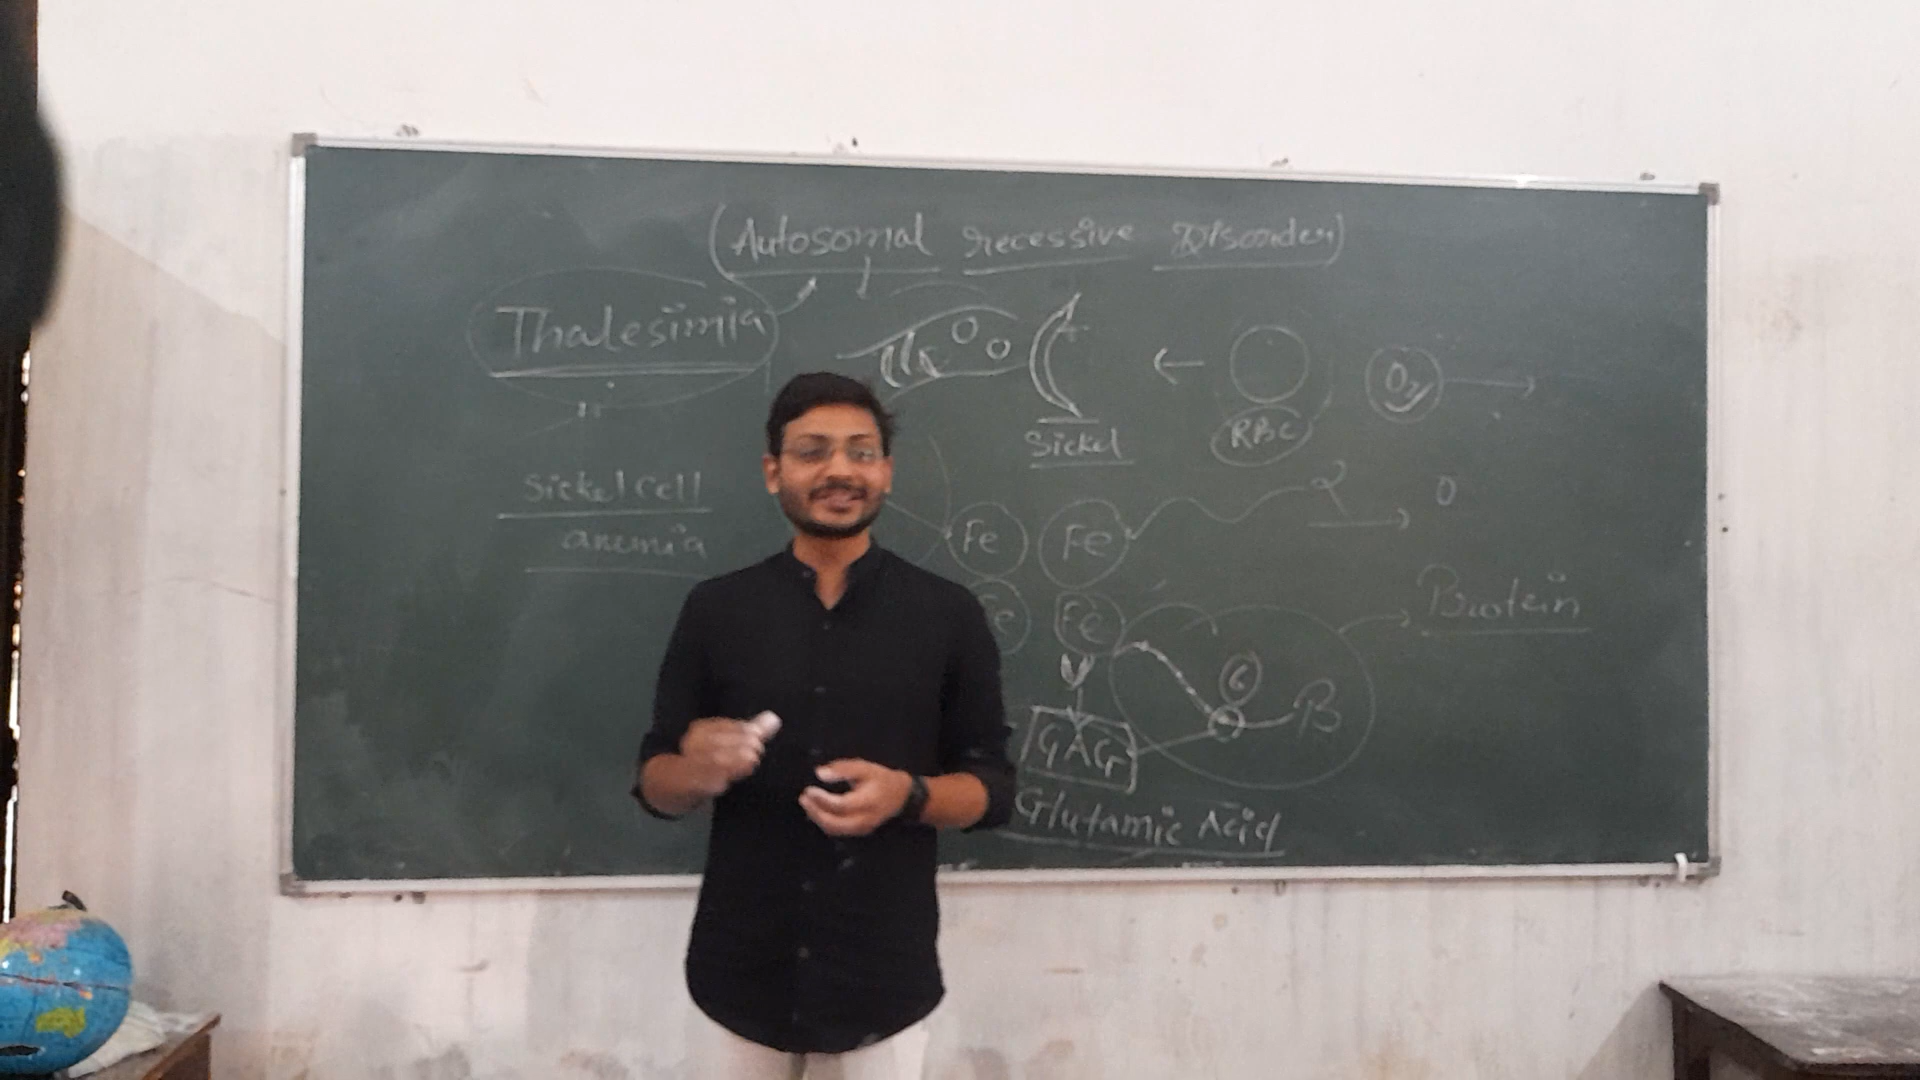 (Autosomal recessive Disorder)
Thalesimia
Sickel
RBC
O2
Sickel cell
anemia
Fe Fe
α
O
Fe Fe
Protein
6
β
GAG
Glutamic Acid